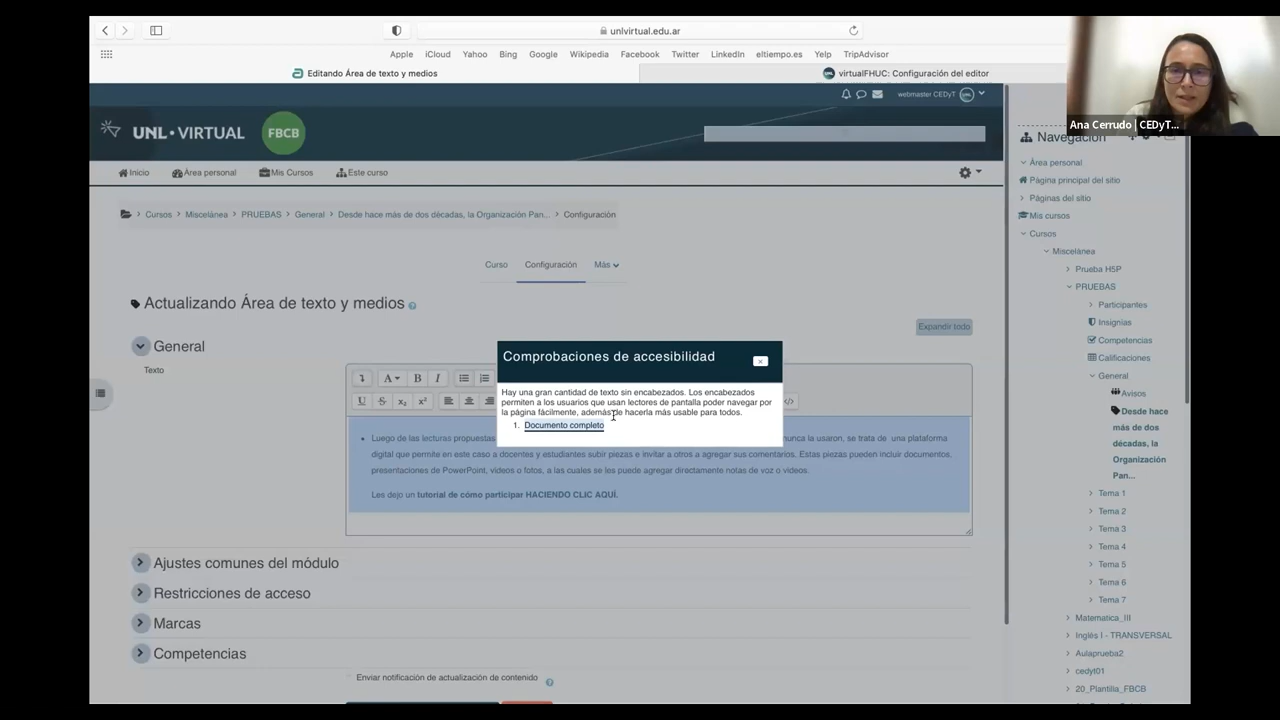 unlvirtual.edu.ar
Apple iCloud Yahoo Bing Google Wikipedia Facebook Twitter LinkedIn eltiempo.es Yelp TripAdvisor
Editando Área de texto y medios
virtualFHUC: Configuración del editor
webmaster CEDyT
UNL • VIRTUAL FBCB
Inicio Área personal Mis Cursos Este curso
Cursos Miscelánea PRUEBAS General Desde hace más de dos décadas, la Organización Pan... Configuración
Curso Configuración Más
Actualizando Área de texto y medios
Expandir todo
General
Texto
Comprobaciones de accesibilidad
Hay una gran cantidad de texto sin encabezados. Los encabezados
permiten a los usuarios que usan lectores de pantalla poder navegar por
la página fácilmente, además de hacerla más usable para todos.
1. Documento completo
Luego de las lecturas propuestas nunca la usaron, se trata de una plataforma
digital que permite en este caso a docentes y estudiantes subir piezas e invitar a otros a agregar sus comentarios. Estas piezas pueden incluir documentos,
presentaciones de PowerPoint, videos o fotos, a las cuales se les puede agregar directamente notas de voz o videos.
Les dejo un tutorial de cómo participar HACIENDO CLIC AQUÍ.
Ajustes comunes del módulo
Restricciones de acceso
Marcas
Competencias
Enviar notificación de actualización de contenido
Ana Cerrudo | CEDyT...
Navegación
Área personal
Página principal del sitio
Páginas del sitio
Mis cursos
Cursos
Miscelánea
Prueba H5P
PRUEBAS
Participantes
Insignias
Competencias
Calificaciones
General
Avisos
Desde hace
más de dos
décadas, la
Organización
Pan...
Tema 1
Tema 2
Tema 3
Tema 4
Tema 5
Tema 6
Tema 7
Matematica_III
Inglés I - TRANSVERSAL
Aulaprueba2
cedyt01
20_Plantilla_FBCB